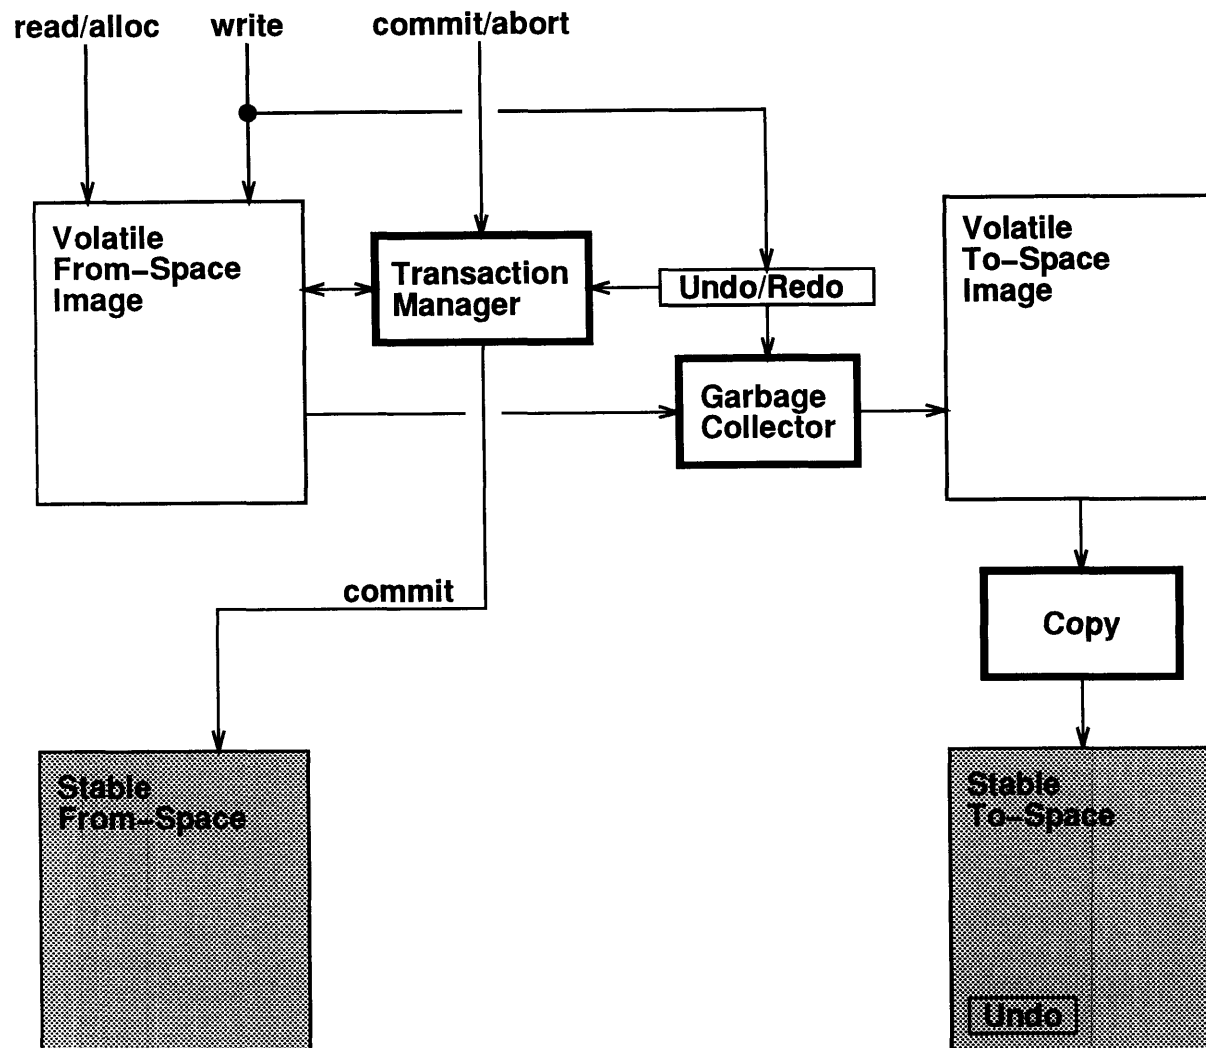 read/alloc write commit/abort
Volatile
From-Space
Image
Transaction
Manager
Undo/Redo
Volatile
To-Space
Image
Garbage
Collector
commit
Copy
Stable
From-Space
Stable
To-Space
Undo